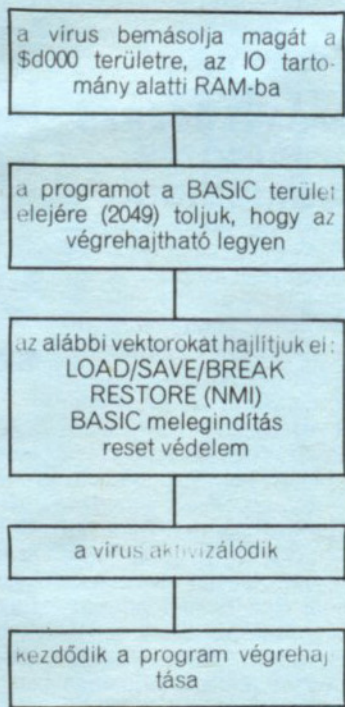 a vírus bemásolja magát a
$d000 területre, az IO tarto-
mány alatti RAM-ba
a programot a BASIC terület
elejére (2049) toljuk, hogy az
végrehajtható legyen
az alábbi vektorokat hajlítjuk el:
LOAD/SAVE/BREAK
RESTORE (NMI)
BASIC melegindítás
reset védelem
a vírus aktivizálódik
kezdődik a program végrehaj
tása